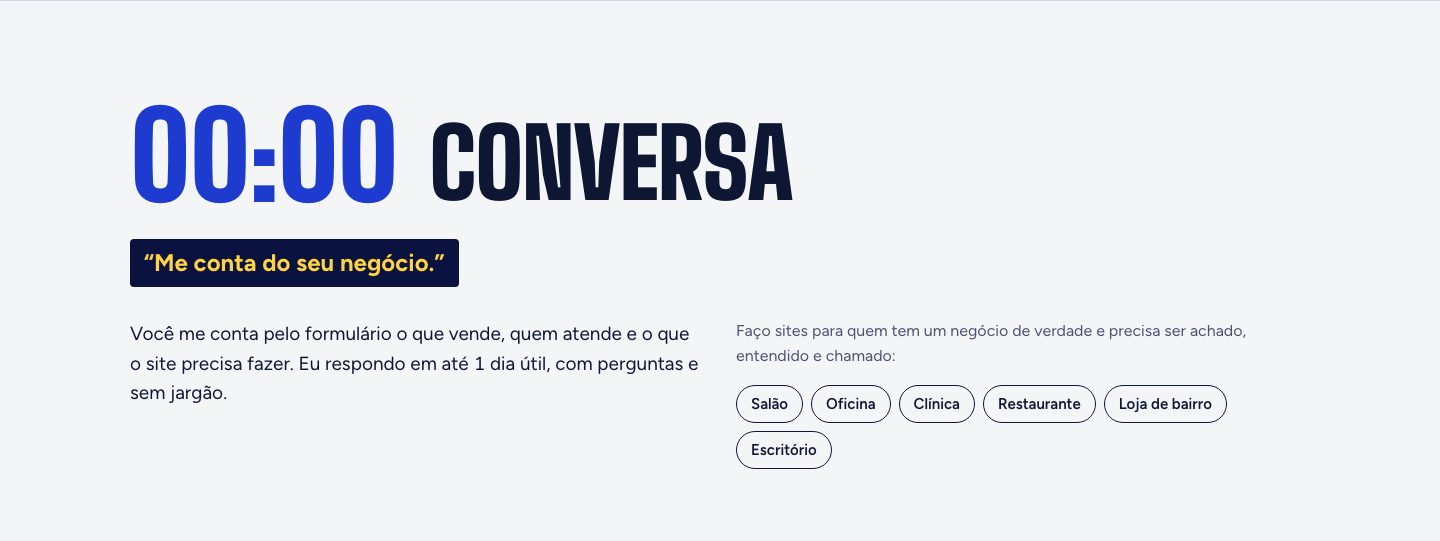 00:00 CONVERSA
“Me conta do seu negócio.”
Você me conta pelo formulário o que vende, quem atende e o que
o site precisa fazer. Eu respondo em até 1 dia útil, com perguntas e
sem jargão.
Faço sites para quem tem um negócio de verdade e precisa ser achado,
entendido e chamado:
Salão Oficina Clínica Restaurante Loja de bairro
Escritório